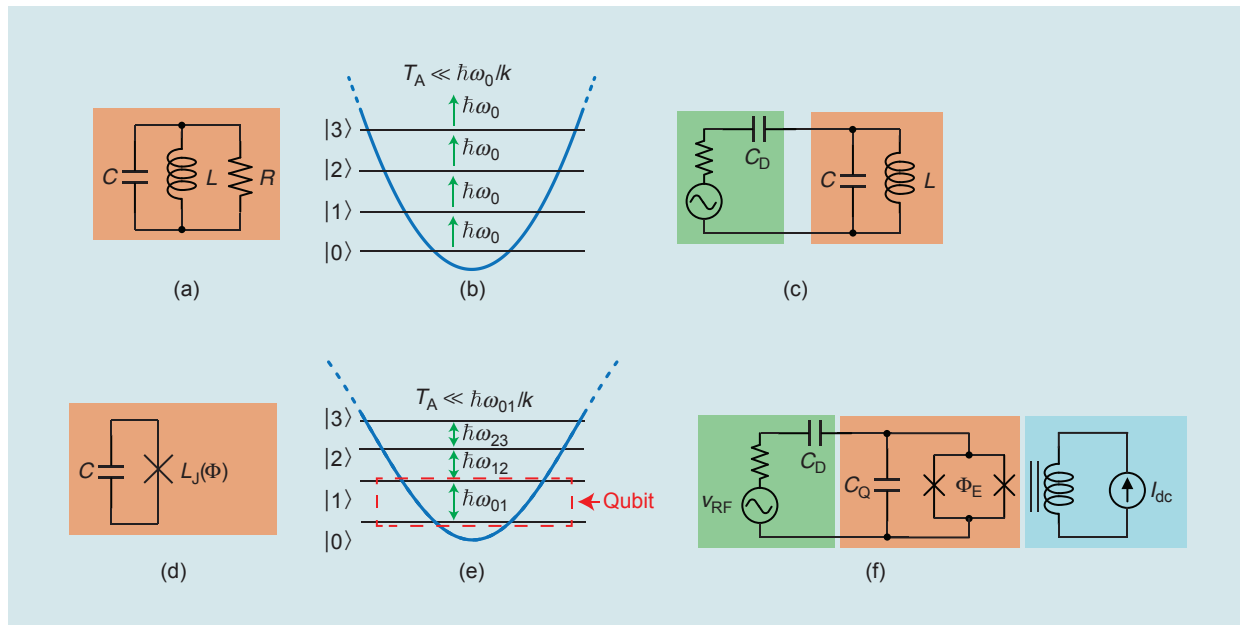 C
L
R
(a)
T_A ≪ ℏω_0/k
ℏω_0
|3⟩
ℏω_0
|2⟩
ℏω_0
|1⟩
ℏω_0
|0⟩
(b)
C_D
C
L
(c)
C
L_J(Φ)
(d)
T_A ≪ ℏω_01/k
|3⟩
ℏω_23
|2⟩
ℏω_12
|1⟩
ℏω_01
Qubit
|0⟩
(e)
C_D
v_RF
C_Q
Φ_E
I_dc
(f)